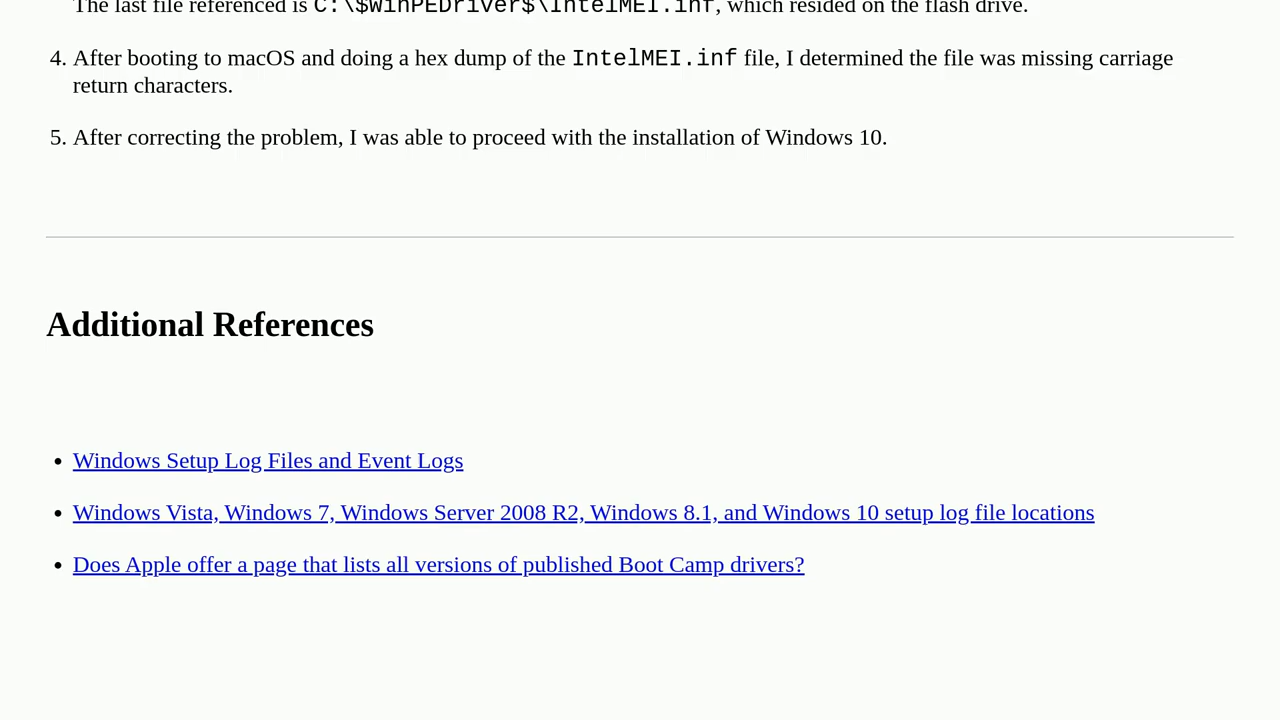 The last file referenced is C:\$WinPEDriver$\IntelMEI.inf, which resided on the flash drive.
4. After booting to macOS and doing a hex dump of the IntelMEI.inf file, I determined the file was missing carriage
return characters.
5. After correcting the problem, I was able to proceed with the installation of Windows 10.
Additional References
• Windows Setup Log Files and Event Logs
• Windows Vista, Windows 7, Windows Server 2008 R2, Windows 8.1, and Windows 10 setup log file locations
• Does Apple offer a page that lists all versions of published Boot Camp drivers?